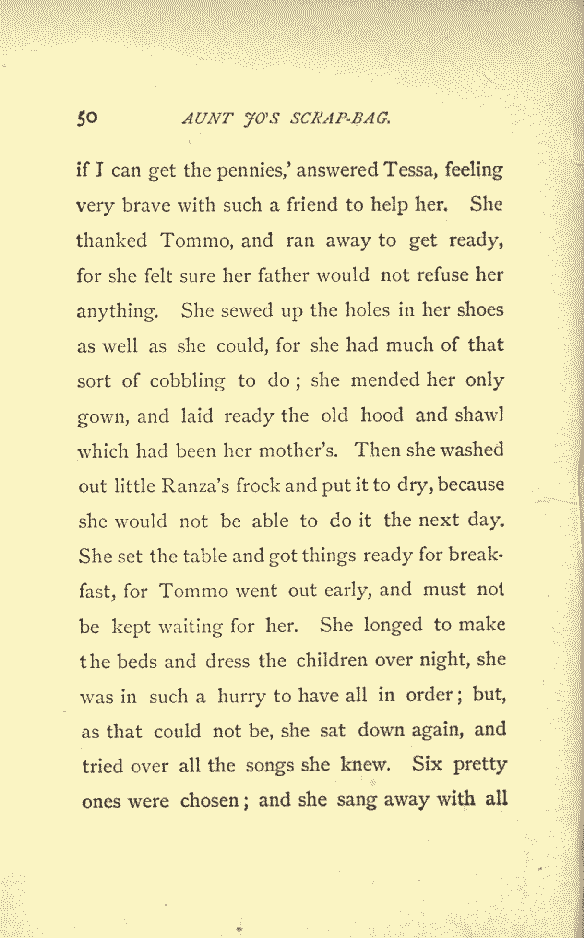 50 AUNT JO'S SCRAP-BAG.
if I can get the pennies,' answered Tessa, feeling
very brave with such a friend to help her. She
thanked Tommo, and ran away to get ready,
for she felt sure her father would not refuse her
anything. She sewed up the holes in her shoes
as well as she could, for she had much of that
sort of cobbling to do ; she mended her only
gown, and laid ready the old hood and shawl
which had been her mother's. Then she washed
out little Ranza's frock and put it to dry, because
she would not be able to do it the next day.
She set the table and got things ready for break-
fast, for Tommo went out early, and must not
be kept waiting for her. She longed to make
the beds and dress the children over night, she
was in such a hurry to have all in order ; but,
as that could not be, she sat down again, and
tried over all the songs she knew. Six pretty
ones were chosen ; and she sang away with all